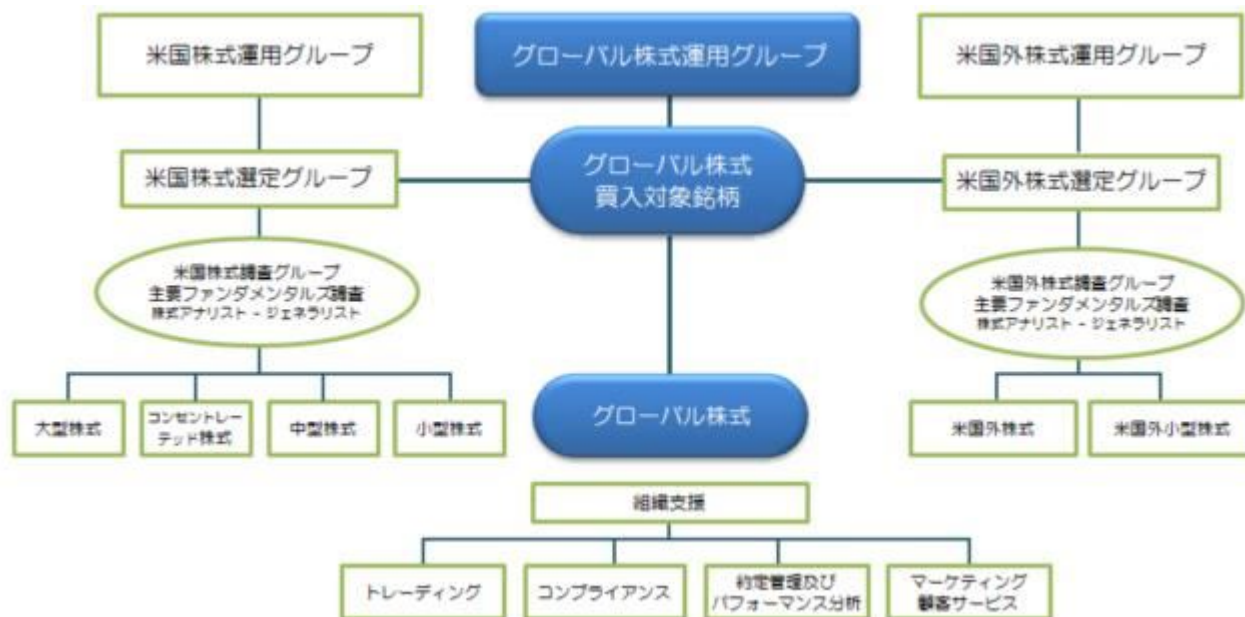 米国株式運用グループ
グローバル株式運用グループ
米国外株式運用グループ
米国株式選定グループ
グローバル株式
買入対象銘柄
米国外株式選定グループ
米国株式調査グループ
主要ファンダメンタルズ調査
株式アナリスト - ジェネラリスト
米国外株式調査グループ
主要ファンダメンタルズ調査
株式アナリスト - ジェネラリスト
大型株式
コンセントレー
テッド株式
中型株式
小型株式
グローバル株式
米国外株式
米国外小型株式
組織支援
トレーディング
コンプライアンス
約定管理及び
パフォーマンス分析
マーケティング
顧客サービス